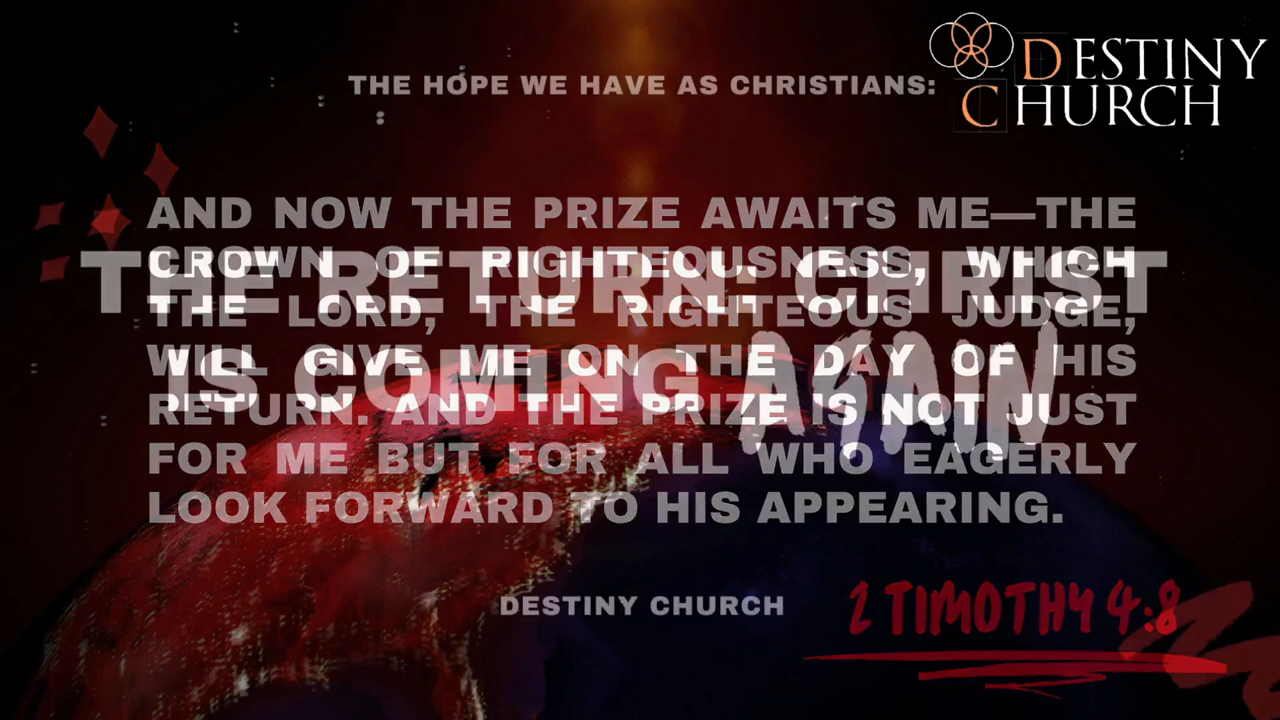 DESTINY
CHURCH
THE HOPE WE HAVE AS CHRISTIANS:
AND NOW THE PRIZE AWAITS ME—THE
CROWN OF RIGHTEOUSNESS, WHICH
THE LORD, THE RIGHTEOUS JUDGE,
WILL GIVE ME ON THE DAY OF HIS
RETURN. AND THE PRIZE IS NOT JUST
FOR ME BUT FOR ALL WHO EAGERLY
LOOK FORWARD TO HIS APPEARING.
THE RETURN: CHRIST
IS COMING AGAIN
DESTINY CHURCH
2 TIMOTHY 4:8